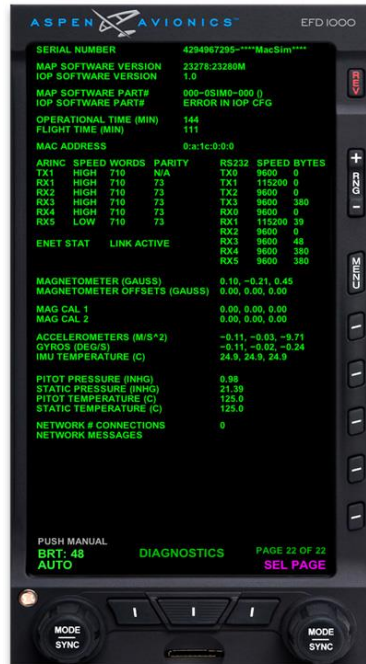 ASPEN AVIONICS™ EFD 1000
SERIAL NUMBER 4294967295-****MacSim-****
MAP SOFTWARE VERSION 23278:23280M
IOP SOFTWARE VERSION 1.0
MAP SOFTWARE PART# 000-0SIM0-000 ()
IOP SOFTWARE PART# ERROR IN IOP CFG
OPERATIONAL TIME (MIN) 144
FLIGHT TIME (MIN) 111
MAC ADDRESS 0:a:1c:0:0:0
ARINC SPEED WORDS PARITY RS232 SPEED BYTES
TX1 HIGH 710 N/A TX0 9600 0
RX1 HIGH 710 73 TX1 115200 0
RX2 HIGH 710 73 TX2 9600 0
RX3 HIGH 710 73 TX3 9600 380
RX4 HIGH 710 73 RX0 9600 0
RX5 LOW 710 73 RX1 115200 39
RX2 9600 0
ENET STAT LINK ACTIVE RX3 9600 48
RX4 9600 380
RX5 9600 380
MAGNETOMETER (GAUSS) 0.10, -0.21, 0.45
MAGNETOMETER OFFSETS (GAUSS) 0.00, 0.00, 0.00
MAG CAL 1 0.00, 0.00, 0.00
MAG CAL 2 0.00, 0.00, 0.00
ACCELEROMETERS (M/S^2) -0.11, -0.03, -9.71
GYROS (DEG/S) -0.11, -0.02, -0.24
IMU TEMPERATURE (C) 24.9, 24.9, 24.9
PITOT PRESSURE (INHG) 0.98
STATIC PRESSURE (INHG) 21.39
PITOT TEMPERATURE (C) 125.0
STATIC TEMPERATURE (C) 125.0
NETWORK # CONNECTIONS 0
NETWORK MESSAGES
PUSH MANUAL
BRT: 48 DIAGNOSTICS PAGE 22 OF 22
AUTO SEL PAGE
REV
+
RNG
-
MENU
MODE
SYNC
MODE
SYNC